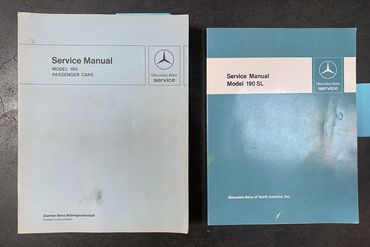 Service Manual
MODEL 190
PASSENGER CARS
Mercedes-Benz
service
Daimler-Benz Aktiengesellschaft
Service Manual
Model 190 SL
Mercedes-Benz
service
Mercedes-Benz of North America, Inc.